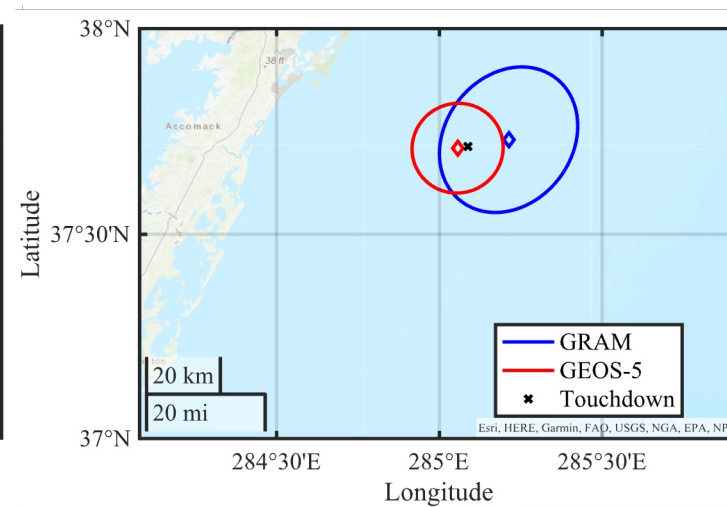 38°N
38 ft
Accomack
Latitude
37°30'N
GRAM
GEOS-5
Touchdown
20 km
20 mi
Esri, HERE, Garmin, FAO, USGS, NGA, EPA, NP
37°N
284°30'E
285°E
285°30'E
Longitude